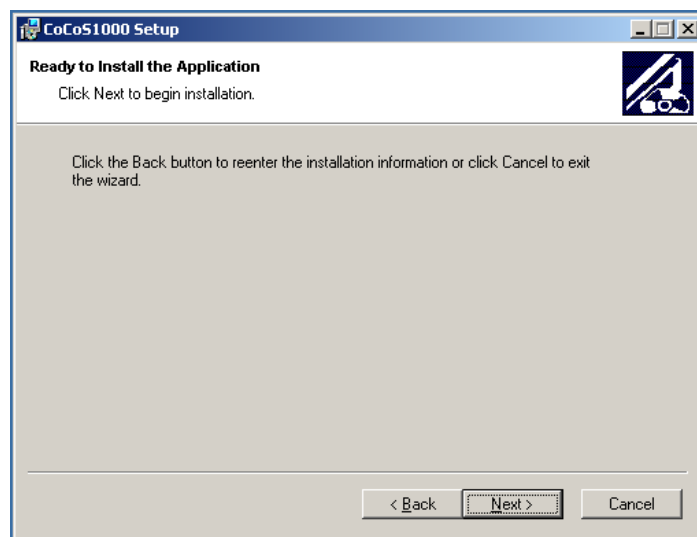 CoCoS1000 Setup
Ready to Install the Application
Click Next to begin installation.
Click the Back button to reenter the installation information or click Cancel to exit
the wizard.
< Back Next > Cancel